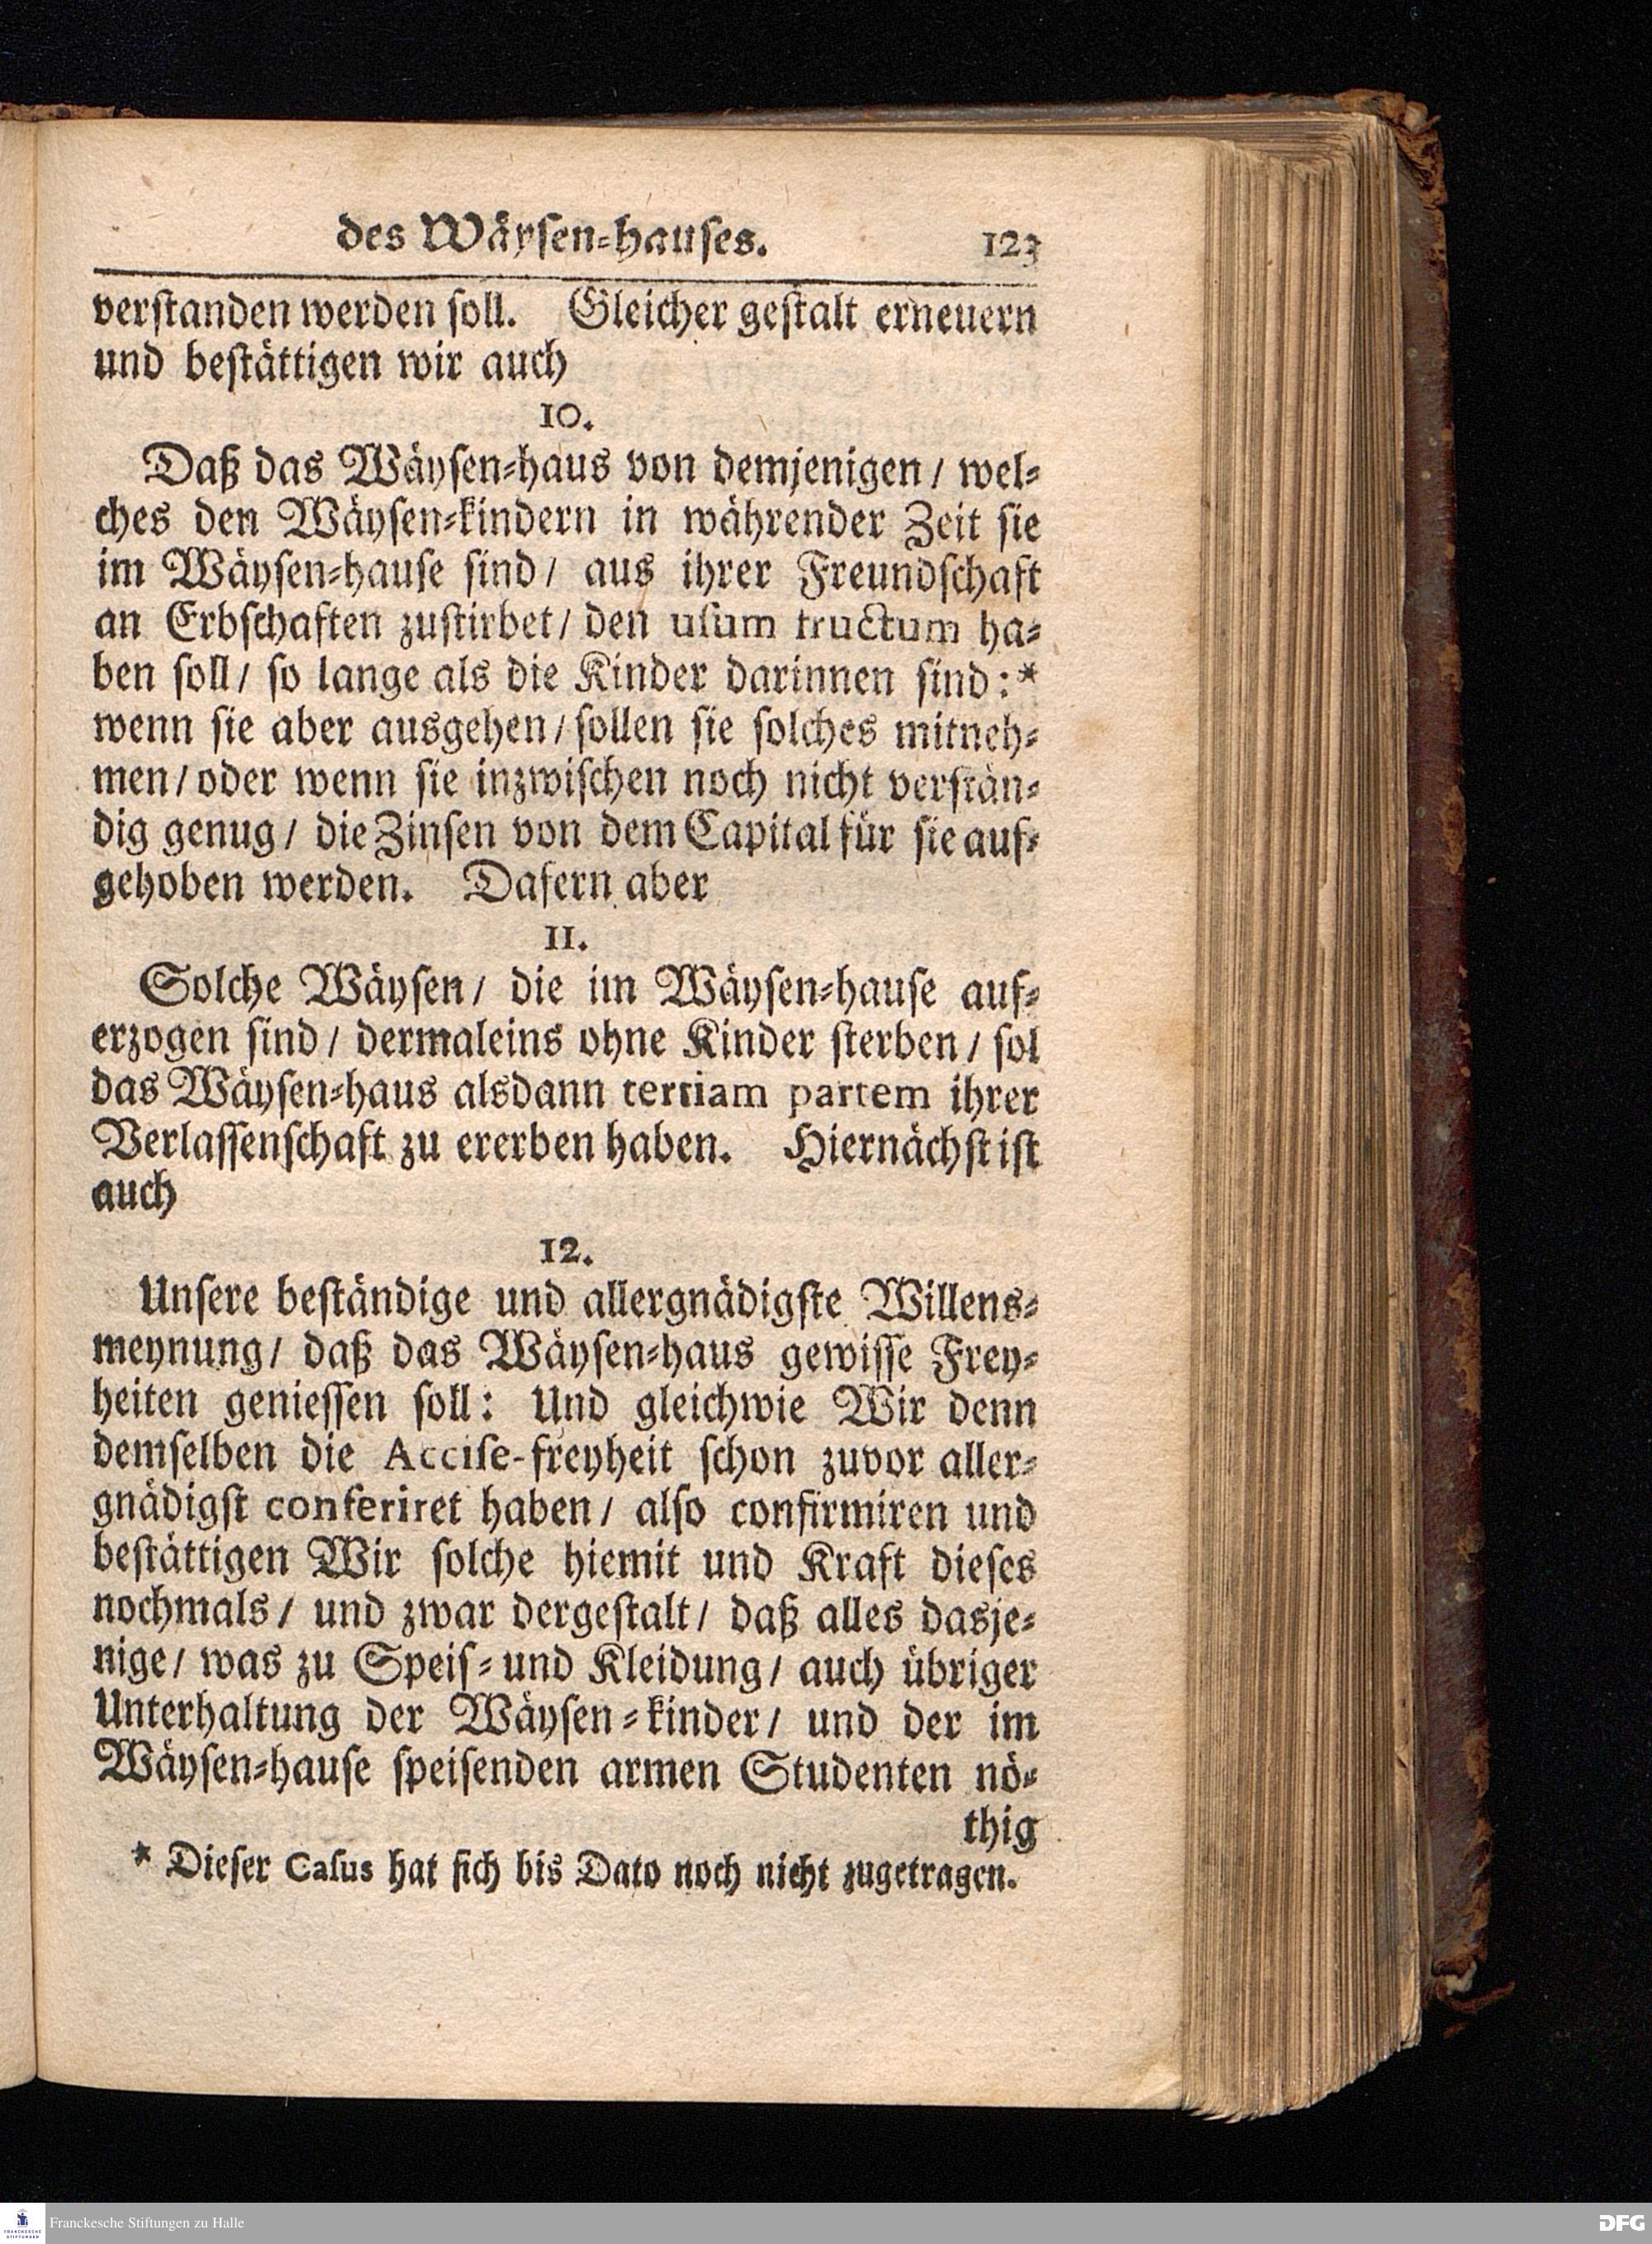 des Wäysen-hauses. 123
verstanden werden soll. Gleicher gestalt erneuern
und bestättigen wir auch
10.
Daß das Wäysen-haus von demjenigen / wel-
ches den Wäysen-kindern in währender Zeit sie
im Wäysen-hause sind / aus ihrer Freundschaft
an Erbschaften zustirbet / den usum fructum ha-
ben soll / so lange als die Kinder darinnen sind:*
wenn sie aber ausgehen / sollen sie solches mitneh-
men / oder wenn sie inzwischen noch nicht verstän-
dig genug / die Zinsen von dem Capital für sie auf-
gehoben werden. Dafern aber
11.
Solche Wäysen / die im Wäysen-hause auf-
erzogen sind / dermaleins ohne Kinder sterben / sol
das Wäysen-haus alsdann tertiam partem ihrer
Verlassenschaft zu ererben haben. Hiernächst ist
auch
12.
Unsere beständige und allergnädigste Willens-
meynung / daß das Wäysen-haus gewisse Frey-
heiten geniessen soll: Und gleichwie Wir denn
demselben die Accise-freyheit schon zuvor aller-
gnädigst conferiret haben / also confirmiren und
bestättigen Wir solche hiemit und Kraft dieses
nochmals / und zwar dergestalt / daß alles dasje-
nige / was zu Speis- und Kleidung / auch übriger
Unterhaltung der Wäysen-kinder / und der im
Wäysen-hause speisenden armen Studenten nö-
thig
* Dieser Casus hat sich bis Dato noch nicht zugetragen.
FRANCKESCHE STIFTUNGEN
Franckesche Stiftungen zu Halle
DFG